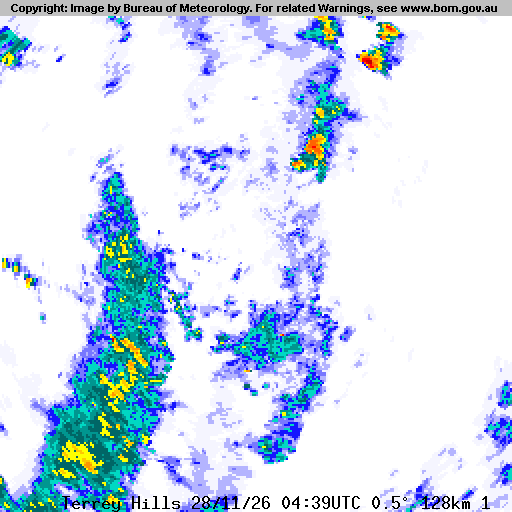 Copyright: Image by Bureau of Meteorology. For related Warnings, see www.bom.gov.au
Terrey Hills 28/11/26 04:39UTC 0.5° 128km 1